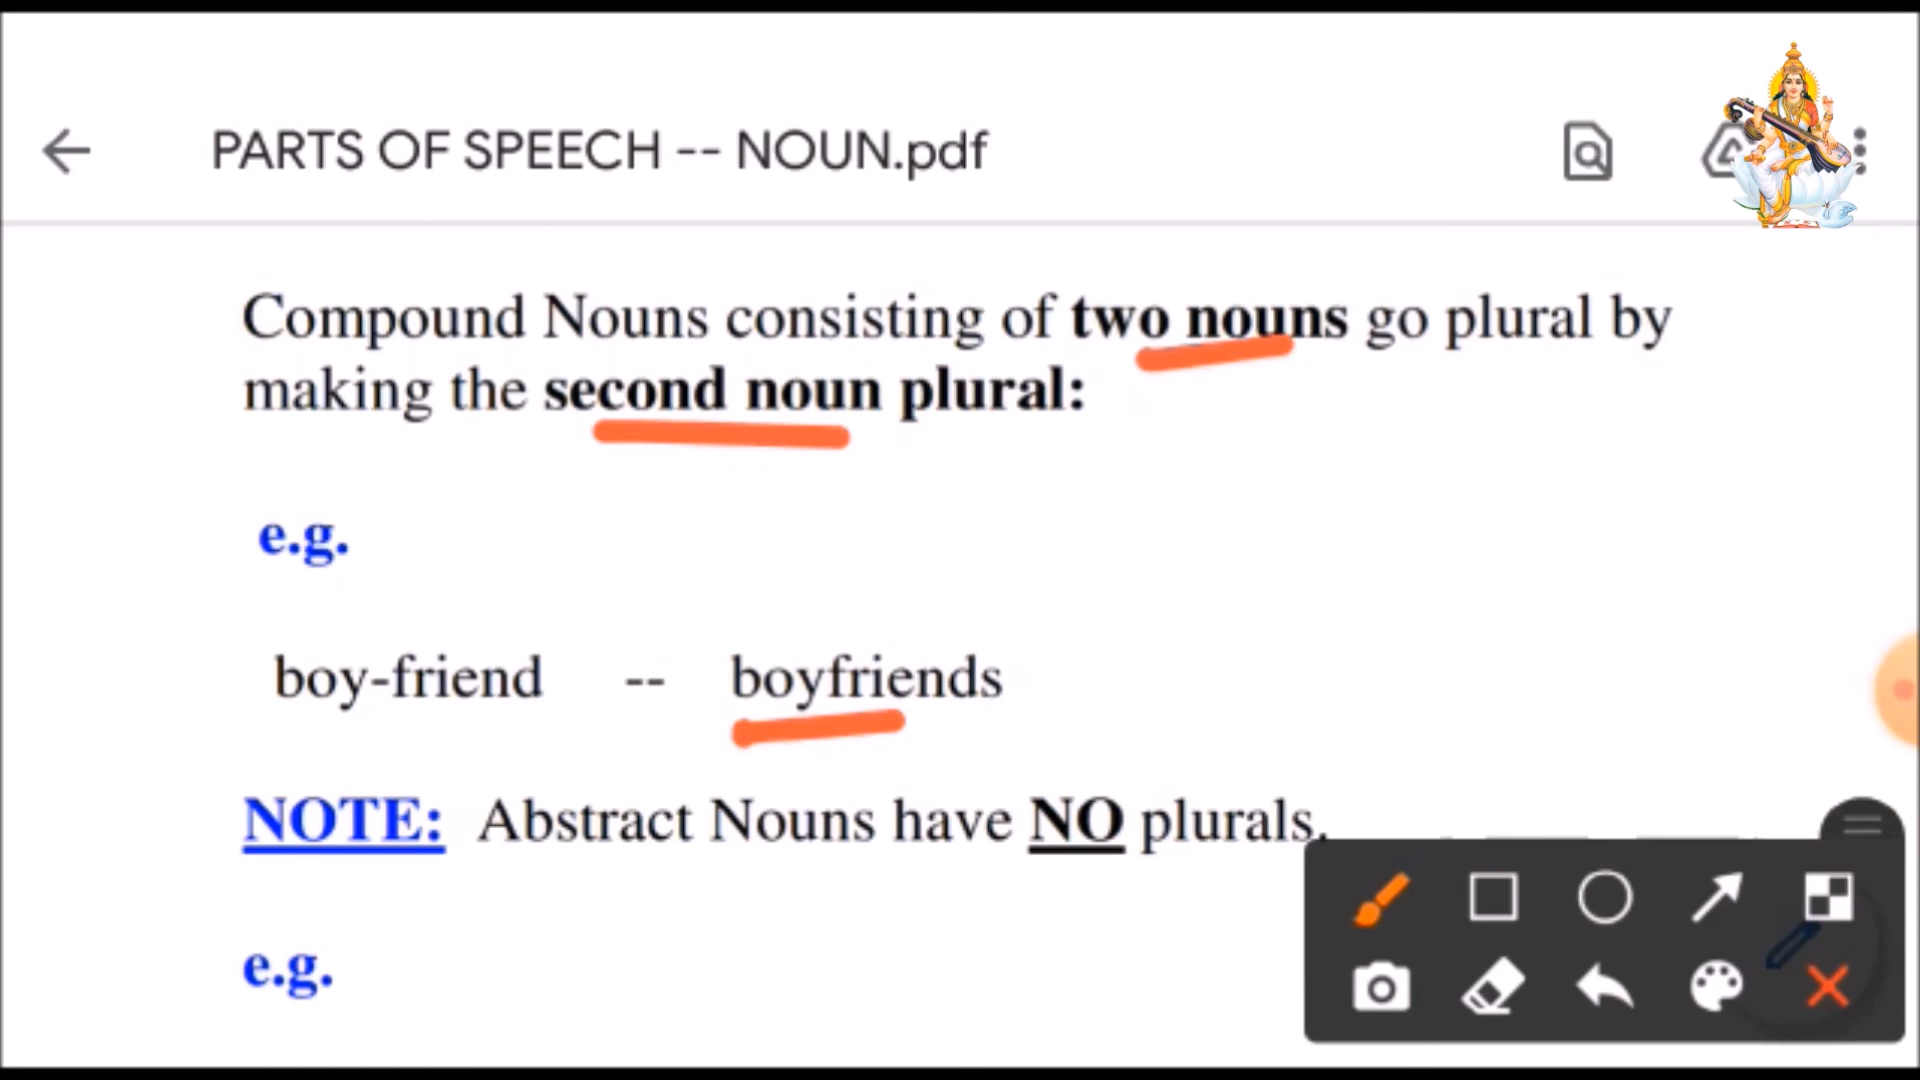 PARTS OF SPEECH -- NOUN.pdf
Compound Nouns consisting of two nouns go plural by
making the second noun plural:
e.g.
boy-friend -- boyfriends
NOTE: Abstract Nouns have NO plurals.
e.g.